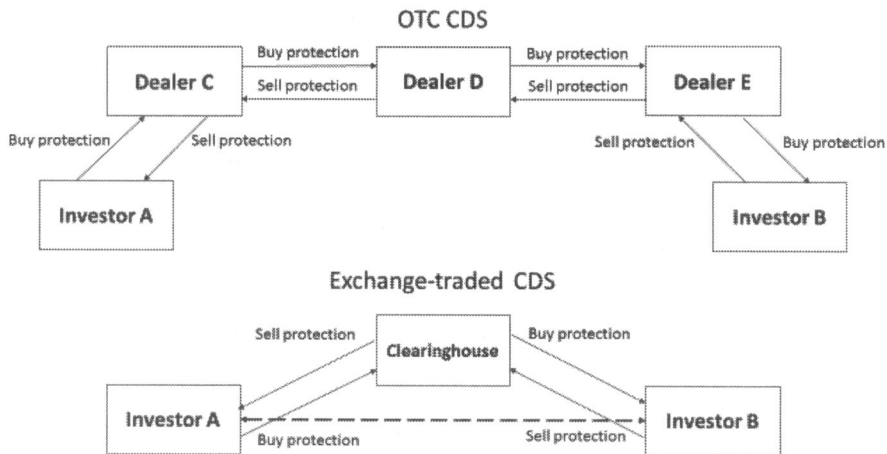 OTC CDS
Buy protection
Buy protection
Dealer C
Dealer D
Dealer E
Sell protection
Sell protection
Buy protection
Sell protection
Sell protection
Buy protection
Investor A
Investor B
Exchange-traded CDS
Sell protection
Buy protection
Clearinghouse
Investor A
Investor B
Buy protection
Sell protection